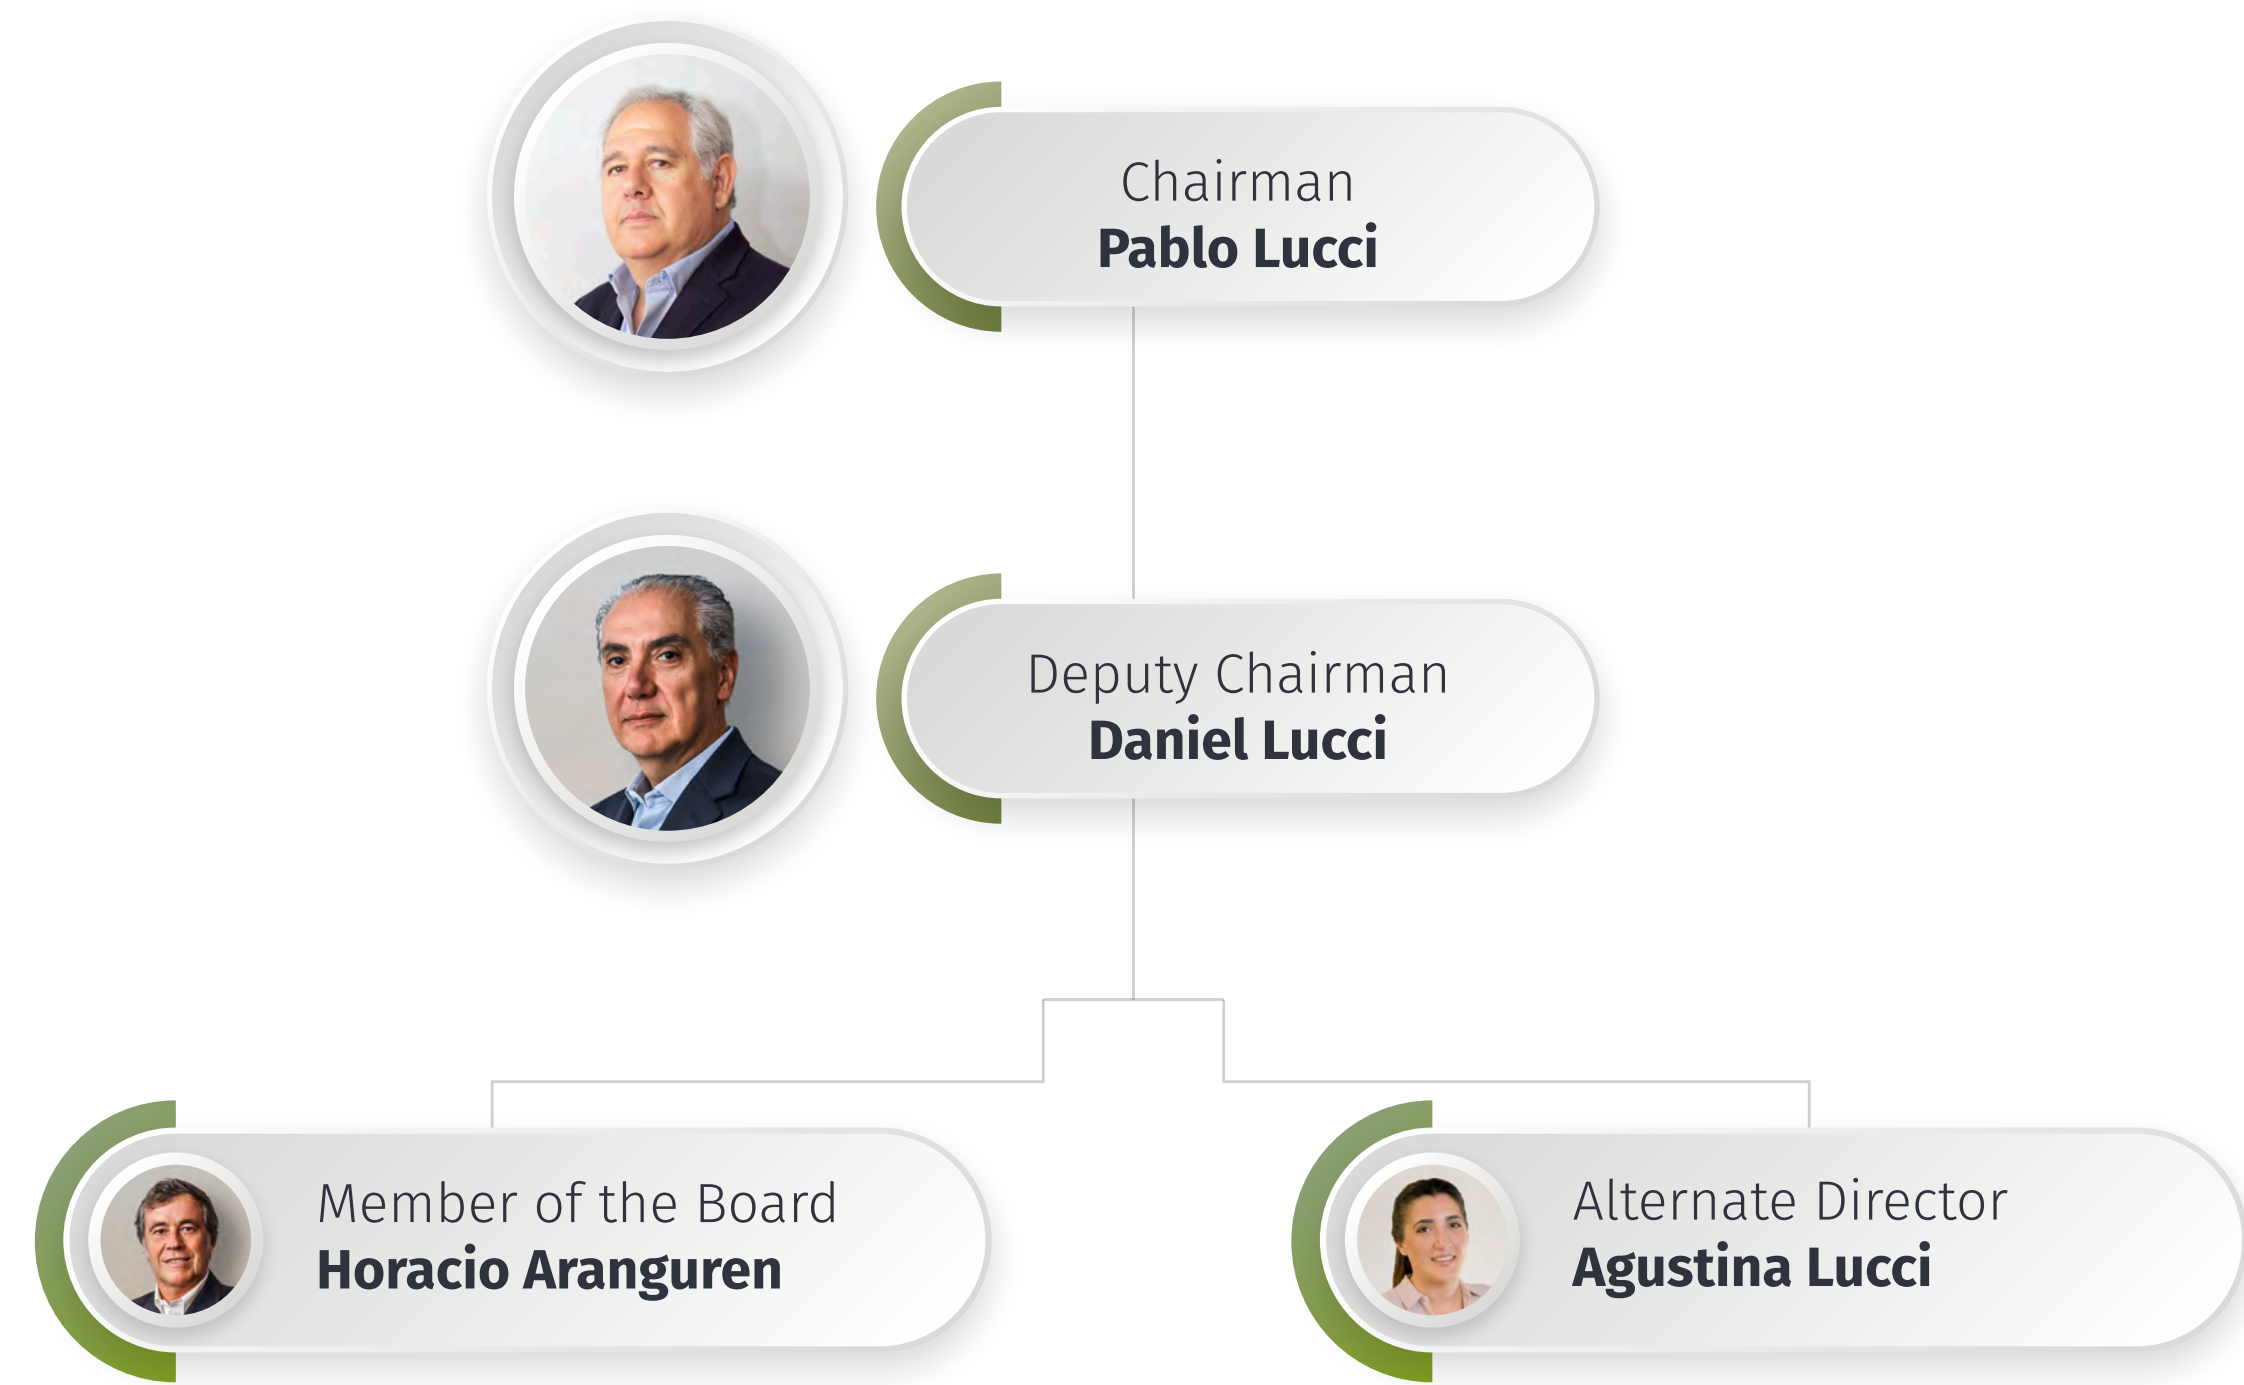 Chairman
Pablo Lucci
Deputy Chairman
Daniel Lucci
Member of the Board
Horacio Aranguren
Alternate Director
Agustina Lucci